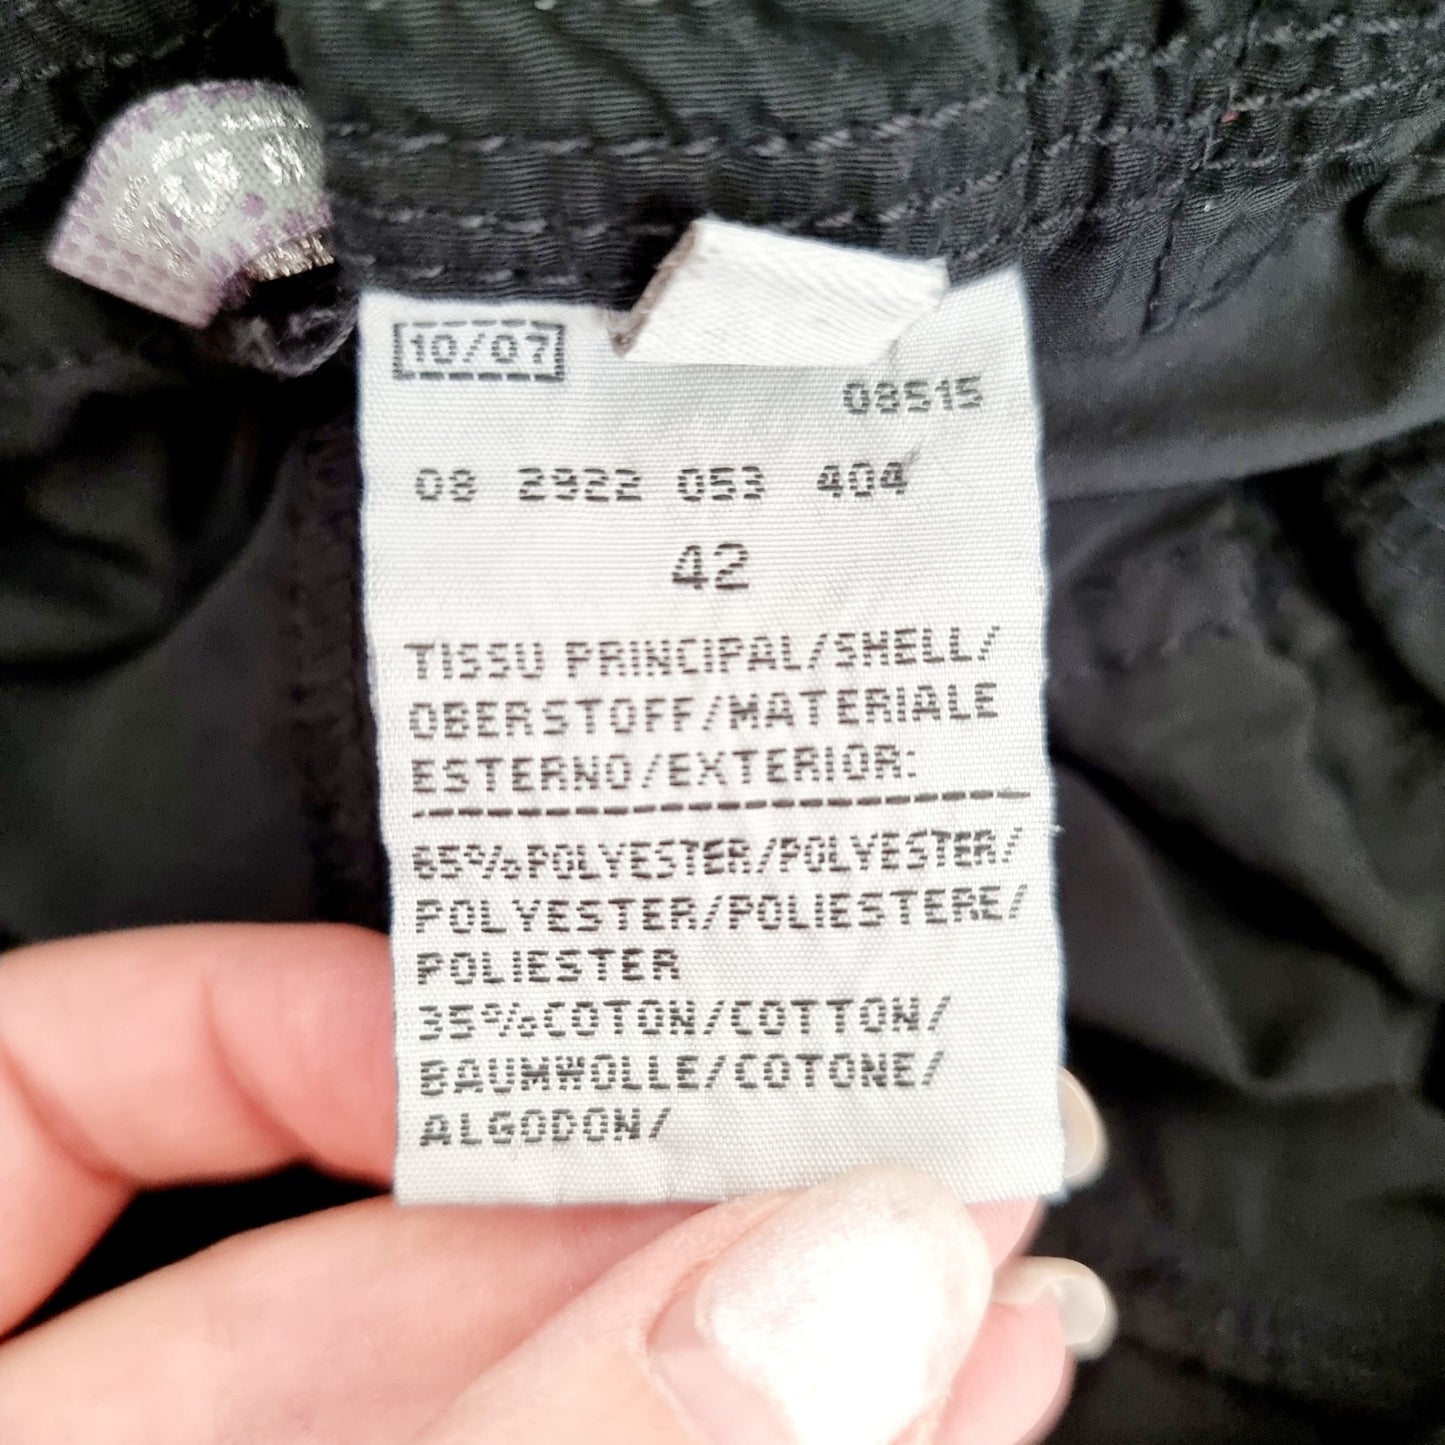 10/07
08515
08 2922 053 404
42
TISSU PRINCIPAL/SHELL/
OBERSTOFF/MATERIALE
ESTERNO/EXTERIOR:
65%POLYESTER/POLYESTER/
POLYESTER/POLIESTERE/
POLIESTER
35%COTON/COTTON/
BAUMWOLLE/COTONE/
ALGODON/